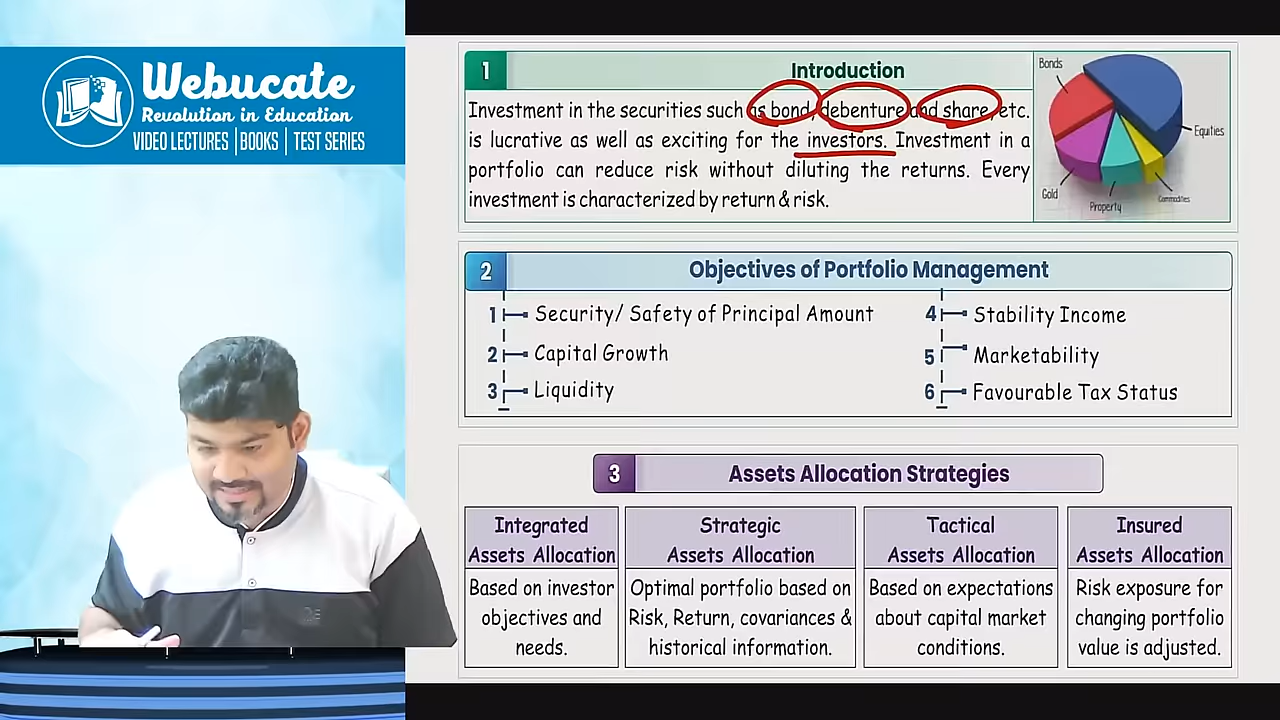 Webucate
Revolution in Education
VIDEO LECTURES | BOOKS | TEST SERIES
1
Introduction
Investment in the securities such as bond, debenture and share, etc.
is lucrative as well as exciting for the investors. Investment in a
portfolio can reduce risk without diluting the returns. Every
investment is characterized by return & risk.
Bonds
Equities
Gold
Property
Commodities
2
Objectives of Portfolio Management
1 Security/ Safety of Principal Amount
2 Capital Growth
3 Liquidity
4 Stability Income
5 Marketability
6 Favourable Tax Status
3
Assets Allocation Strategies
Integrated
Assets Allocation
Based on investor
objectives and
needs.
Strategic
Assets Allocation
Optimal portfolio based on
Risk, Return, covariances &
historical information.
Tactical
Assets Allocation
Based on expectations
about capital market
conditions.
Insured
Assets Allocation
Risk exposure for
changing portfolio
value is adjusted.